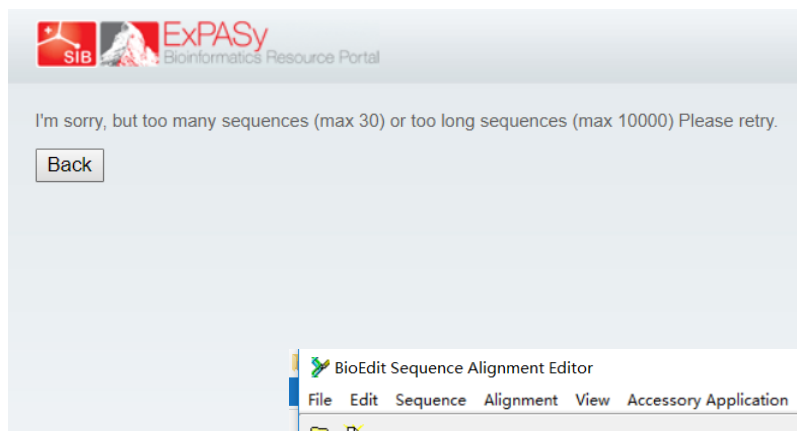 SIB
ExPASy
Bioinformatics Resource Portal
I'm sorry, but too many sequences (max 30) or too long sequences (max 10000) Please retry.
Back
BioEdit Sequence Alignment Editor
File Edit Sequence Alignment View Accessory Application